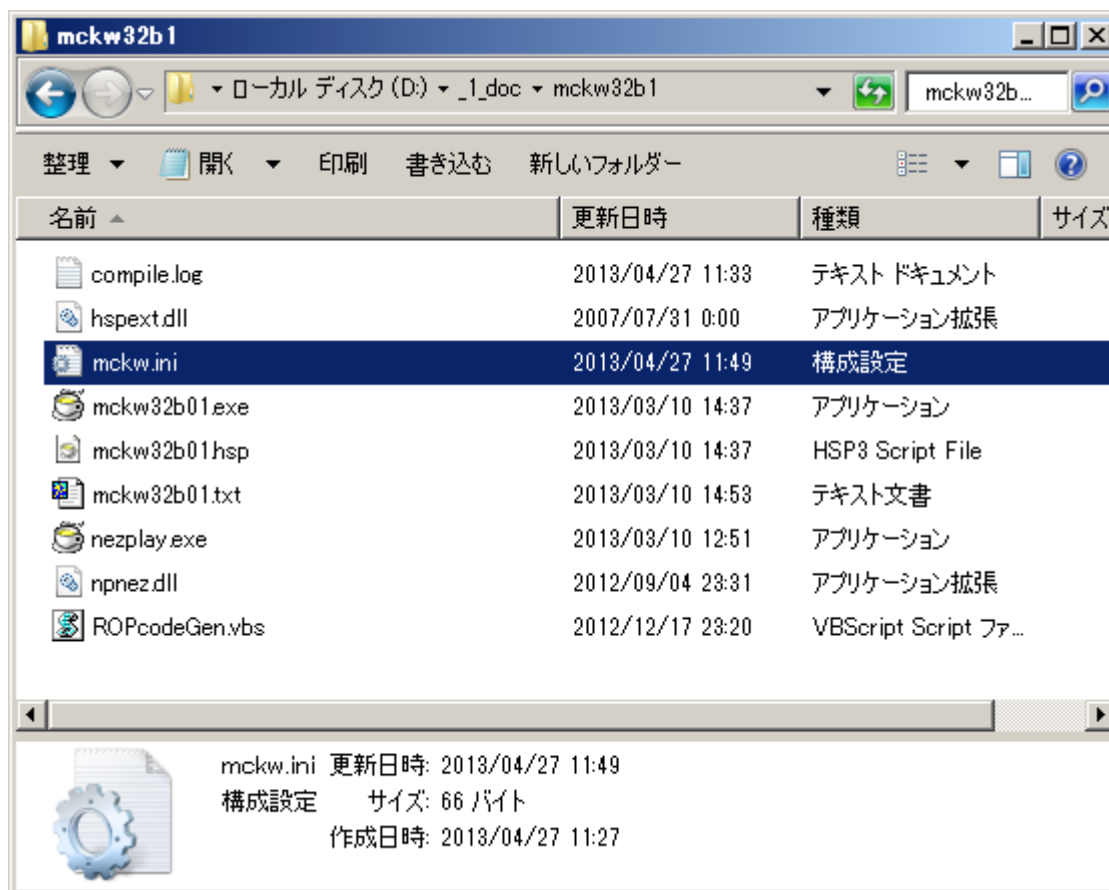 mckw32b1
ローカル ディスク (D:) _1_doc mckw32b1 mckw32b...
整理 開く 印刷 書き込む 新しいフォルダー
名前 更新日時 種類 サイズ
compile.log 2013/04/27 11:33 テキスト ドキュメント
hspext.dll 2007/07/31 0:00 アプリケーション拡張
mckw.ini 2013/04/27 11:49 構成設定
mckw32b01.exe 2013/03/10 14:37 アプリケーション
mckw32b01.hsp 2013/03/10 14:37 HSP3 Script File
mckw32b01.txt 2013/03/10 14:53 テキスト文書
nezplay.exe 2013/03/10 12:51 アプリケーション
npnez.dll 2012/09/04 23:31 アプリケーション拡張
ROPcodeGen.vbs 2012/12/17 23:20 VBScript Script ファ...
mckw.ini 更新日時: 2013/04/27 11:49
構成設定 サイズ: 66 バイト
作成日時: 2013/04/27 11:27